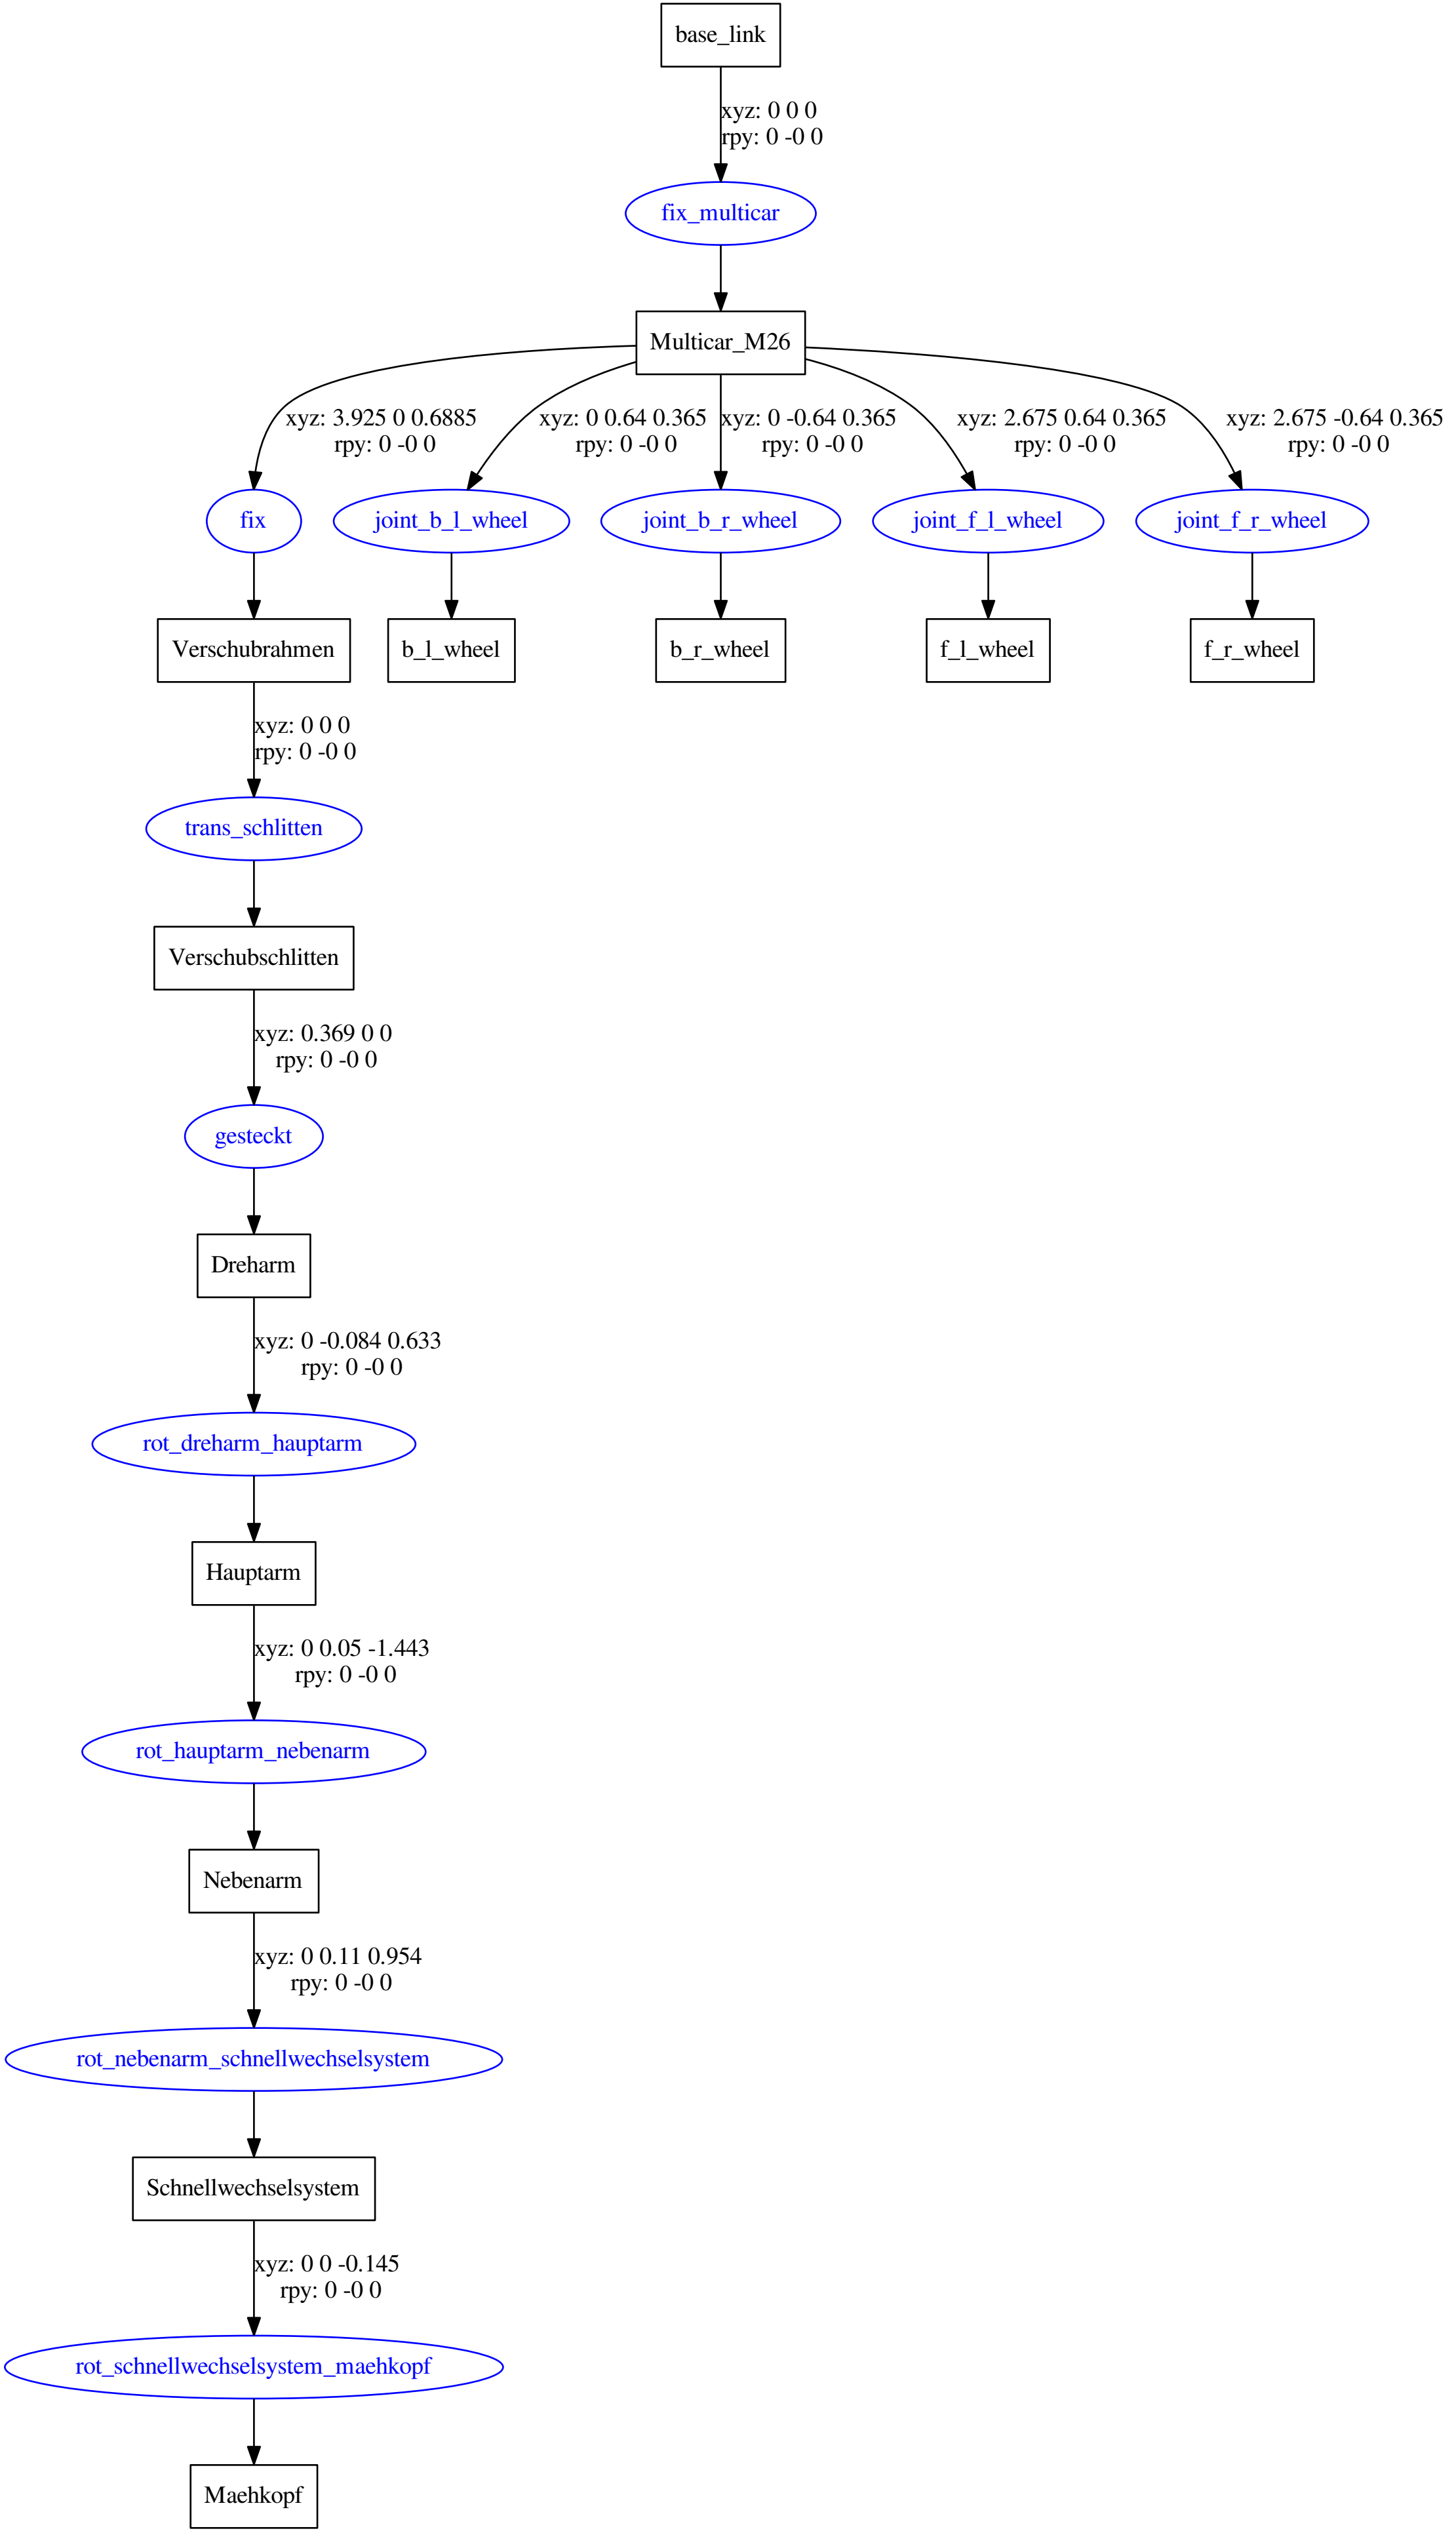 base_link
xyz: 0 0 0
rpy: 0 -0 0
fix_multicar
Multicar_M26
xyz: 3.925 0 0.6885
rpy: 0 -0 0
xyz: 0 0.64 0.365
rpy: 0 -0 0
xyz: 0 -0.64 0.365
rpy: 0 -0 0
xyz: 2.675 0.64 0.365
rpy: 0 -0 0
xyz: 2.675 -0.64 0.365
rpy: 0 -0 0
fix
joint_b_l_wheel
joint_b_r_wheel
joint_f_l_wheel
joint_f_r_wheel
Verschubrahmen
b_l_wheel
b_r_wheel
f_l_wheel
f_r_wheel
xyz: 0 0 0
rpy: 0 -0 0
trans_schlitten
Verschubschlitten
xyz: 0.369 0 0
rpy: 0 -0 0
gesteckt
Dreharm
xyz: 0 -0.084 0.633
rpy: 0 -0 0
rot_dreharm_hauptarm
Hauptarm
xyz: 0 0.05 -1.443
rpy: 0 -0 0
rot_hauptarm_nebenarm
Nebenarm
xyz: 0 0.11 0.954
rpy: 0 -0 0
rot_nebenarm_schnellwechselsystem
Schnellwechselsystem
xyz: 0 0 -0.145
rpy: 0 -0 0
rot_schnellwechselsystem_maehkopf
Maehkopf